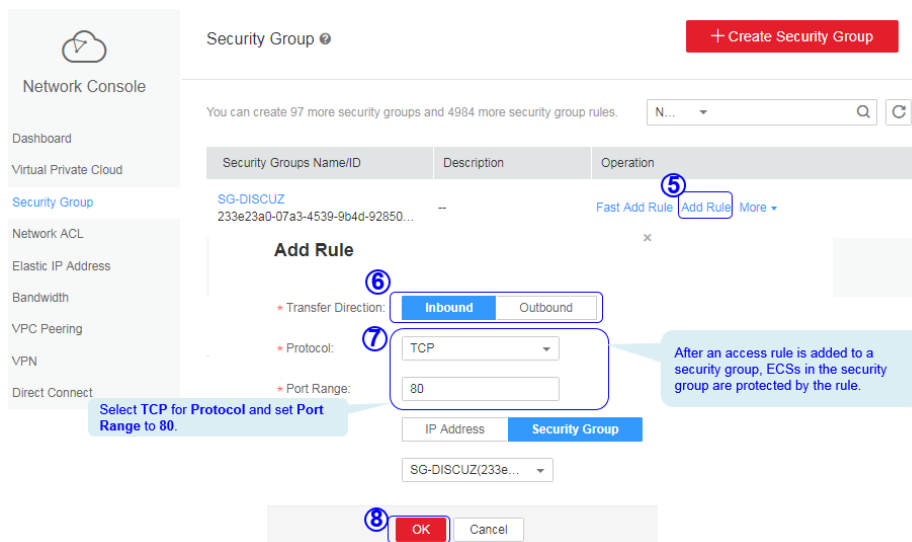 Security Group ?
+ Create Security Group
Network Console
You can create 97 more security groups and 4984 more security group rules.
N...
Dashboard
Virtual Private Cloud
Security Group
Network ACL
Elastic IP Address
Bandwidth
VPC Peering
VPN
Direct Connect
Security Groups Name/ID
Description
Operation
⑤
SG-DISCUZ
233e23a0-07a3-4539-9b4d-92850...
--
Fast Add Rule
Add Rule
More
×
Add Rule
⑥
* Transfer Direction:
Inbound
Outbound
⑦
* Protocol:
TCP
After an access rule is added to a
security group, ECSs in the security
group are protected by the rule.
* Port Range:
80
Select TCP for Protocol and set Port
Range to 80.
IP Address
Security Group
SG-DISCUZ(233e...
⑧
OK
Cancel